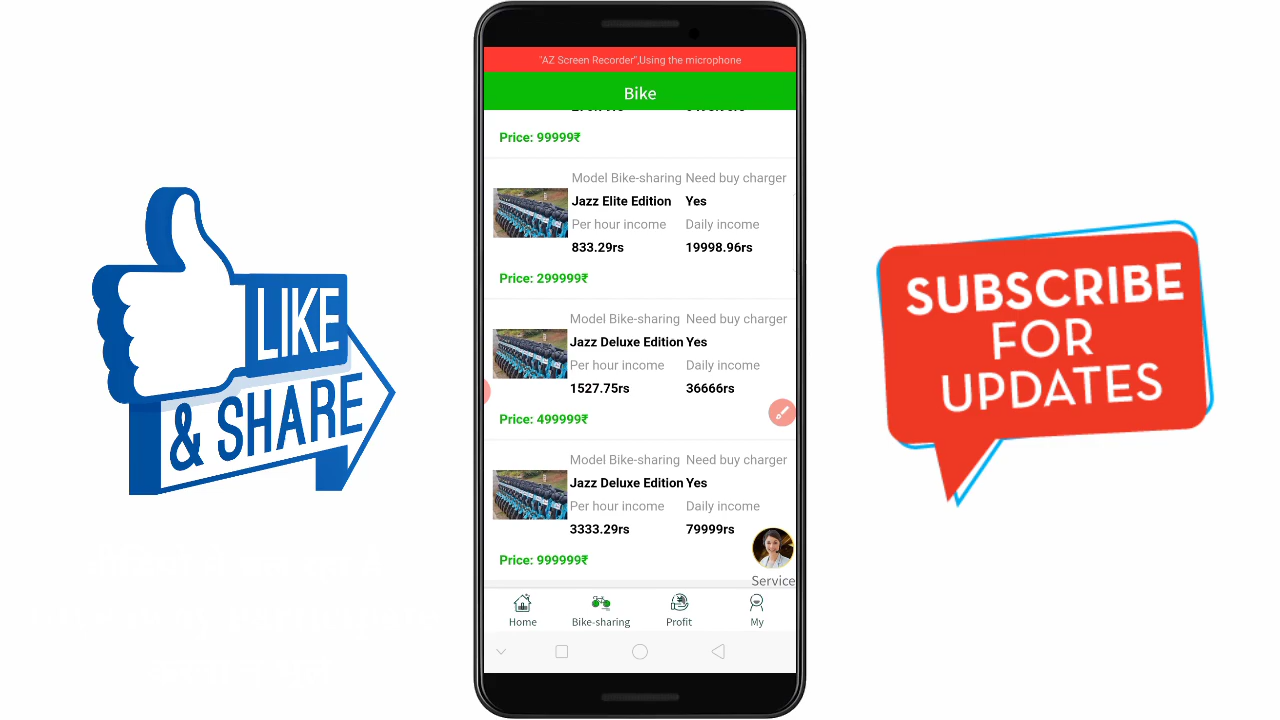 "AZ Screen Recorder",Using the microphone
Bike
Price: 99999₹
Model Bike-sharing Need buy charger
Jazz Elite Edition Yes
Per hour income Daily income
833.29rs 19998.96rs
Price: 299999₹
Model Bike-sharing Need buy charger
Jazz Deluxe Edition Yes
Per hour income Daily income
1527.75rs 36666rs
Price: 499999₹
Model Bike-sharing Need buy charger
Jazz Deluxe Edition Yes
Per hour income Daily income
3333.29rs 79999rs
Price: 999999₹
Service
Home Bike-sharing Profit My
LIKE
& SHARE
SUBSCRIBE
FOR
UPDATES